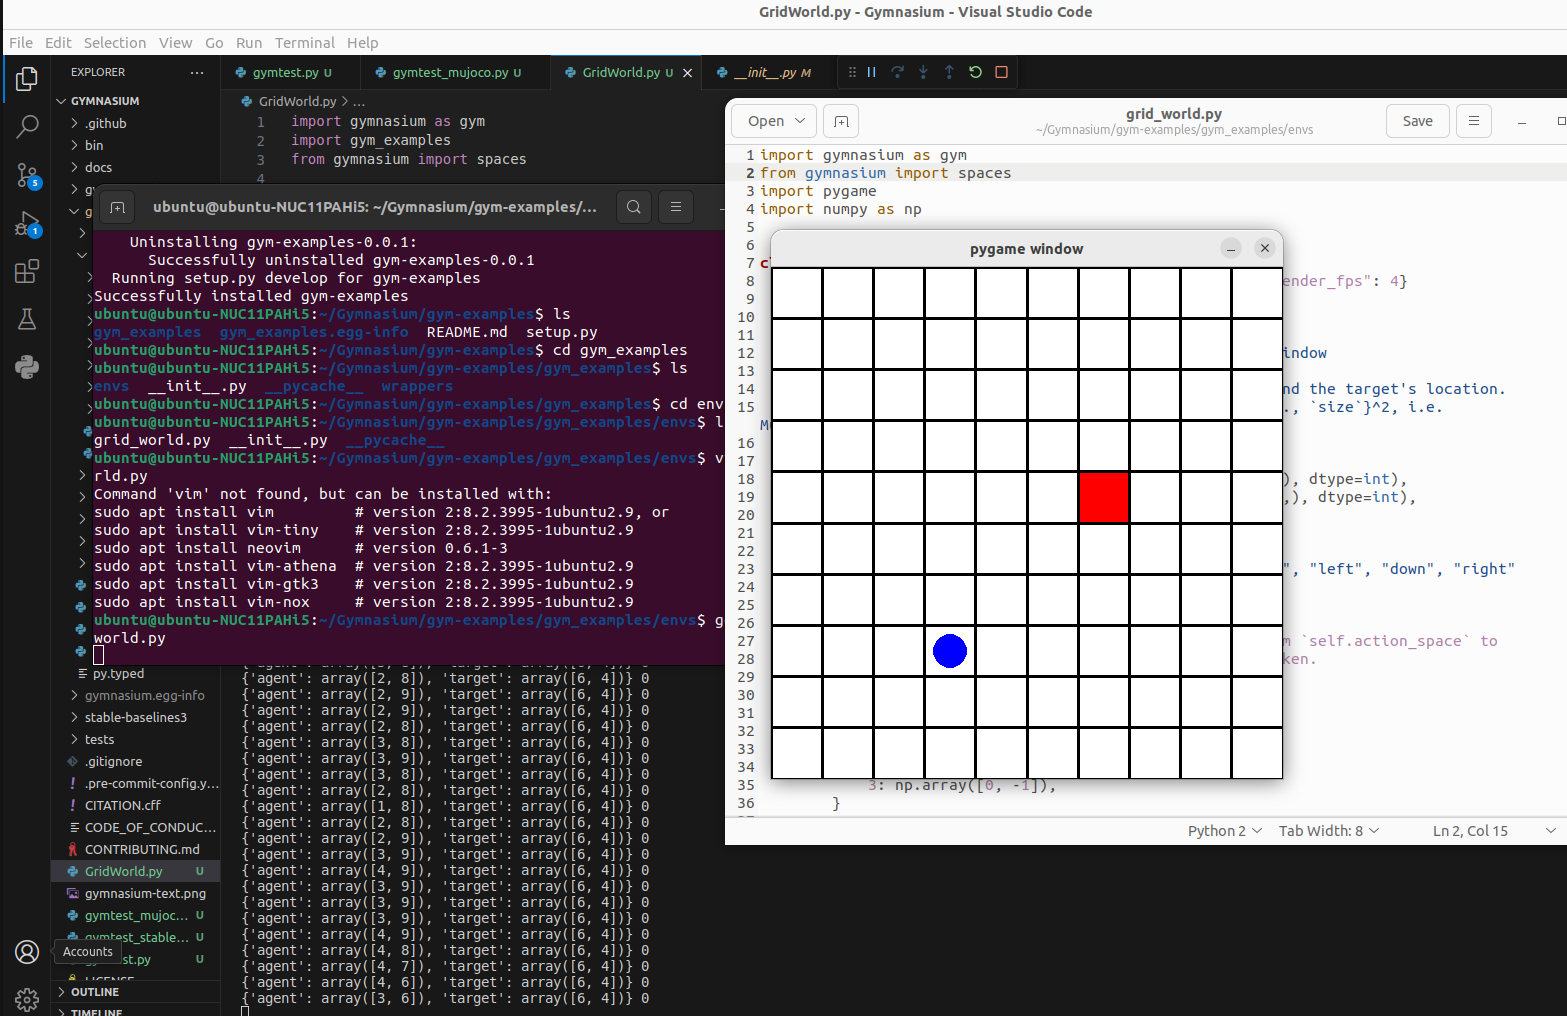 GridWorld.py - Gymnasium - Visual Studio Code
File Edit Selection View Go Run Terminal Help
EXPLORER ···
gymtest.py U
gymtest_mujoco.py U
GridWorld.py U
__init__.py M
GYMNASIUM
.github
bin
docs
GridWorld.py > ...
1 import gymnasium as gym
2 import gym_examples
3 from gymnasium import spaces
4
5
1
ubuntu@ubuntu-NUC11PAHi5: ~/Gymnasium/gym-examples/...
Uninstalling gym-examples-0.0.1:
Successfully uninstalled gym-examples-0.0.1
Running setup.py develop for gym-examples
Successfully installed gym-examples
ubuntu@ubuntu-NUC11PAHi5:~/Gymnasium/gym-examples$ ls
gym_examples gym_examples.egg-info README.md setup.py
ubuntu@ubuntu-NUC11PAHi5:~/Gymnasium/gym-examples$ cd gym_examples
ubuntu@ubuntu-NUC11PAHi5:~/Gymnasium/gym-examples/gym_examples$ ls
envs __init__.py __pycache__ wrappers
ubuntu@ubuntu-NUC11PAHi5:~/Gymnasium/gym-examples/gym_examples$ cd env
ubuntu@ubuntu-NUC11PAHi5:~/Gymnasium/gym-examples/gym_examples/envs$ l
grid_world.py __init__.py __pycache__
ubuntu@ubuntu-NUC11PAHi5:~/Gymnasium/gym-examples/gym_examples/envs$ v
rld.py
Command 'vim' not found, but can be installed with:
sudo apt install vim # version 2:8.2.3995-1ubuntu2.9, or
sudo apt install vim-tiny # version 2:8.2.3995-1ubuntu2.9
sudo apt install neovim # version 0.6.1-3
sudo apt install vim-athena # version 2:8.2.3995-1ubuntu2.9
sudo apt install vim-gtk3 # version 2:8.2.3995-1ubuntu2.9
sudo apt install vim-nox # version 2:8.2.3995-1ubuntu2.9
ubuntu@ubuntu-NUC11PAHi5:~/Gymnasium/gym-examples/gym_examples/envs$ g
world.py
py.typed
gymnasium.egg-info
stable-baselines3
tests
.gitignore
.pre-commit-config.y...
CITATION.cff
CODE_OF_CONDUC...
CONTRIBUTING.md
GridWorld.py U
gymnasium-text.png
gymtest_mujoc... U
gymtest_stable... U
est.py U
Accounts
LICENSE
OUTLINE
TIMELINE
{'agent': array([2, 8]), 'target': array([6, 4])} 0
{'agent': array([2, 9]), 'target': array([6, 4])} 0
{'agent': array([2, 9]), 'target': array([6, 4])} 0
{'agent': array([2, 8]), 'target': array([6, 4])} 0
{'agent': array([3, 8]), 'target': array([6, 4])} 0
{'agent': array([3, 9]), 'target': array([6, 4])} 0
{'agent': array([3, 8]), 'target': array([6, 4])} 0
{'agent': array([2, 8]), 'target': array([6, 4])} 0
{'agent': array([1, 8]), 'target': array([6, 4])} 0
{'agent': array([2, 8]), 'target': array([6, 4])} 0
{'agent': array([2, 9]), 'target': array([6, 4])} 0
{'agent': array([3, 9]), 'target': array([6, 4])} 0
{'agent': array([4, 9]), 'target': array([6, 4])} 0
{'agent': array([3, 9]), 'target': array([6, 4])} 0
{'agent': array([3, 9]), 'target': array([6, 4])} 0
{'agent': array([3, 9]), 'target': array([6, 4])} 0
{'agent': array([4, 9]), 'target': array([6, 4])} 0
{'agent': array([4, 8]), 'target': array([6, 4])} 0
{'agent': array([4, 7]), 'target': array([6, 4])} 0
{'agent': array([4, 6]), 'target': array([6, 4])} 0
{'agent': array([3, 6]), 'target': array([6, 4])} 0
Open
grid_world.py
~/Gymnasium/gym-examples/gym_examples/envs
Save
1 import gymnasium as gym
2 from gymnasium import spaces
3 import pygame
4 import numpy as np
5
6
7 c
8 ender_fps": 4}
9
10
11
12 indow
13
14 nd the target's location.
15 ., `size`}^2, i.e.
M
16
17
18 ), dtype=int),
19 ,), dtype=int),
20
21
22
23 ", "left", "down", "right"
24
25
26
27 m `self.action_space` to
28 ken.
29
30
31
32
33
34
35 3: np.array([0, -1]),
36 }
pygame window
Python 2
Tab Width: 8
Ln 2, Col 15